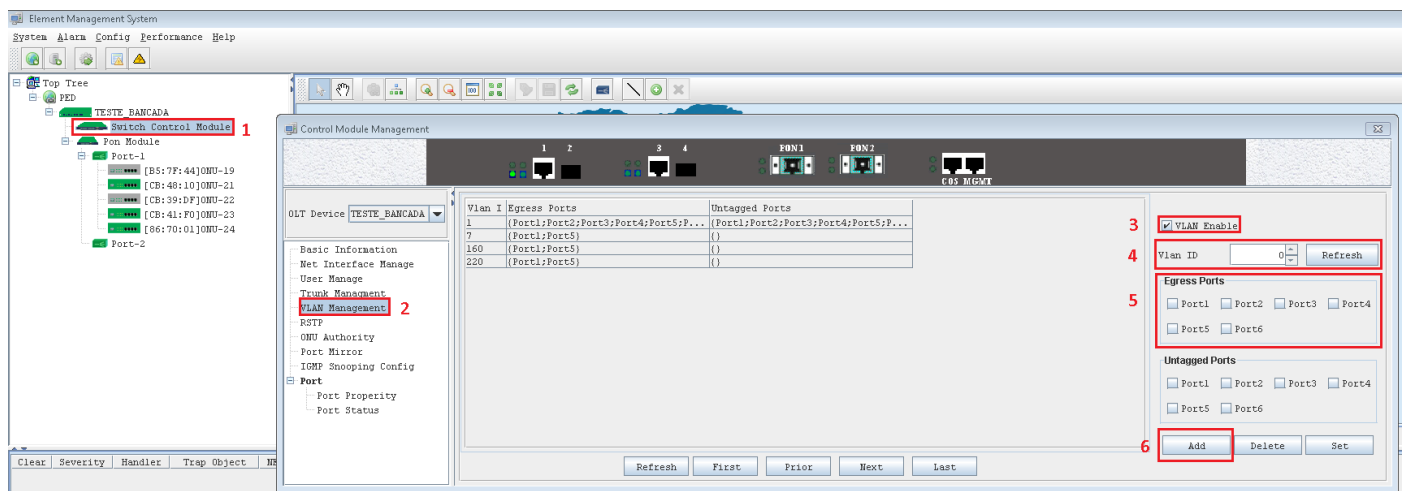 Element Management System
System Alarm Config Performance Help
Top Tree
PED
TESTE_BANCADA
Switch Control Module 1
Pon Module
Port-1
[B5:7F:44]ONU-19
[CB:48:10]ONU-21
[CB:39:DF]ONU-22
[CB:41:F0]ONU-23
[86:70:01]ONU-24
Port-2
Clear Severity Handler Trap Object
Control Module Management
1 2 3 4 PON1 PON2
COS MGMT
OLT Device TESTE_BANCADA
Basic Information
Net Interface Manage
User Manage
Trunk Managment
VLAN Management 2
RSTP
ONU Authority
Port Mirror
IGMP Snooping Config
Port
Port Properity
Port Status
Vlan I Egress Ports Untagged Ports
1 (Port1;Port2;Port3;Port4;Port5;P... (Port1;Port2;Port3;Port4;Port5;P...
7 (Port1;Port5) ()
160 (Port1;Port5) ()
220 (Port1;Port5) ()
Refresh First Prior Next Last
3 VLAN Enable
4 Vlan ID 0 Refresh
Egress Ports
5 Port1 Port2 Port3 Port4
Port5 Port6
Untagged Ports
Port1 Port2 Port3 Port4
Port5 Port6
6 Add Delete Set